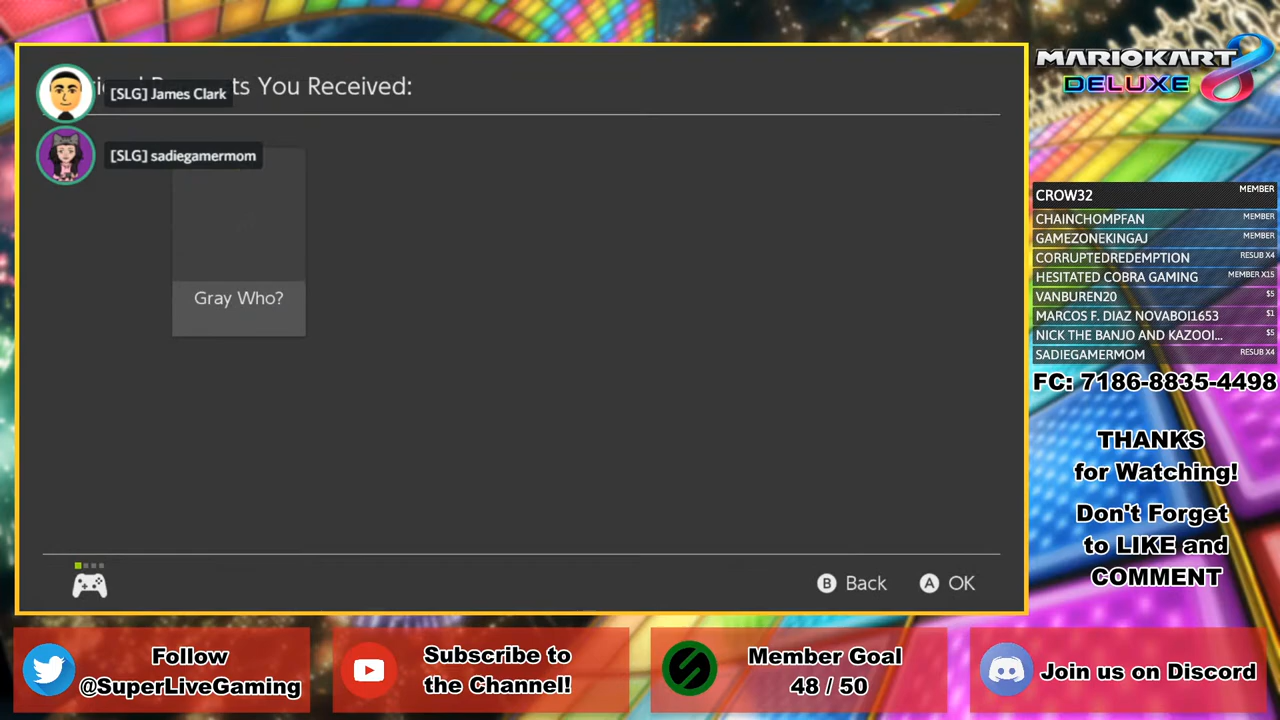 ts You Received:
[SLG] James Clark
[SLG] sadiegamermom
Gray Who?
B Back
A OK
MARIOKART 8
DELUXE
CROW32 MEMBER
CHAINCHOMPFAN MEMBER
GAMEZONEKINGAJ MEMBER
CORRUPTEDREDEMPTION RESUB X4
HESITATED COBRA GAMING MEMBER X15
VANBUREN20 $5
MARCOS F. DIAZ NOVABOI1653 $1
NICK THE BANJO AND KAZOOI... $5
SADIEGAMERMOM RESUB X4
FC: 7186-8835-4498
THANKS
for Watching!
Don't Forget
to LIKE and
COMMENT
Follow
@SuperLiveGaming
Subscribe to
the Channel!
Member Goal
48 / 50
Join us on Discord